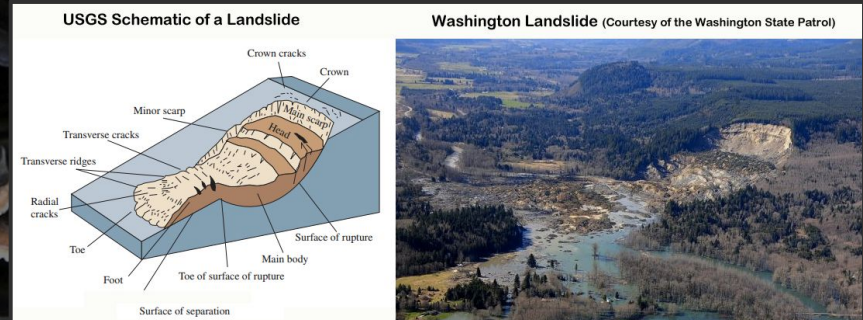 USGS Schematic of a Landslide
Washington Landslide (Courtesy of the Washington State Patrol)
Crown cracks
Crown
Minor scarp
Main scarp
Head
Transverse cracks
Transverse ridges
Radial
cracks
Toe
Surface of rupture
Main body
Foot
Toe of surface of rupture
Surface of separation